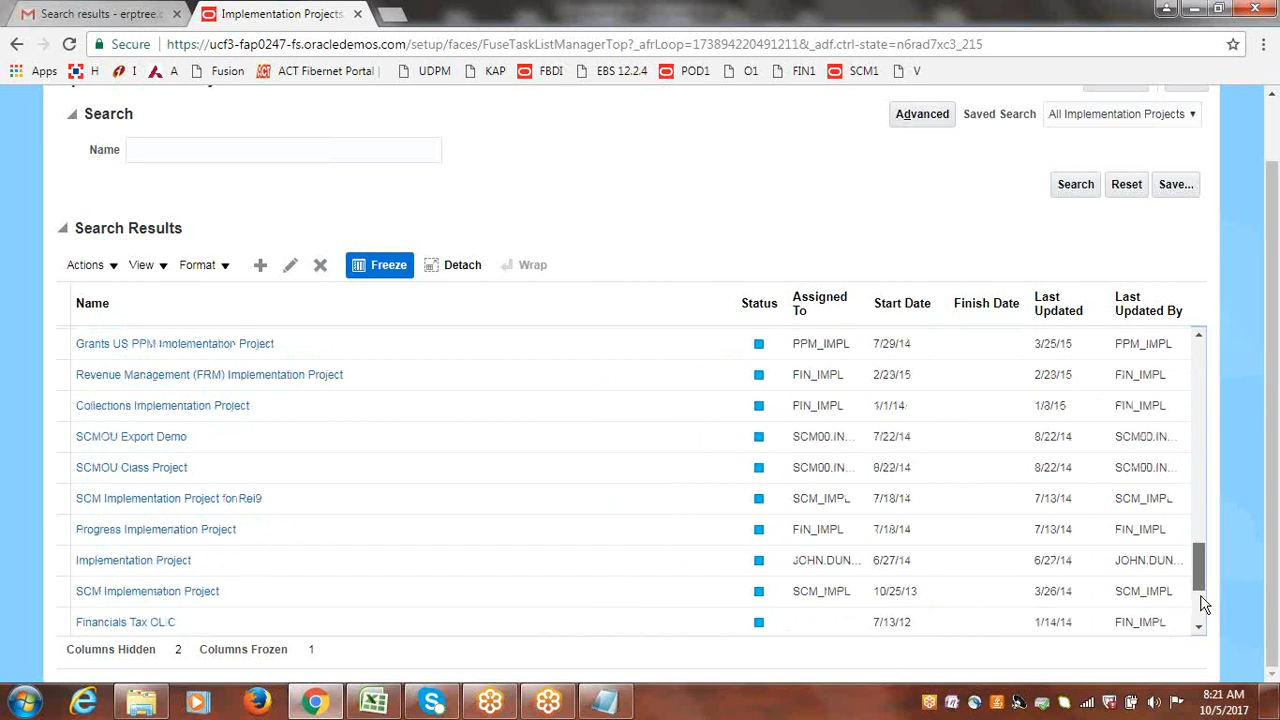 Search results - erptree.c
Implementation Projects
Secure
https://ucf3-fap0247-fs.oracledemos.com/setup/faces/FuseTaskListManagerTop?_afrLoop=1738942204912118&_adf.ctrl-state=n6rad7xc3_215
Apps H I A Fusion ACT Fibernet Portal UDPM KAP FBDI EBS 12.2.4 POD1 O1 FIN1 SCM1 V
Search
Advanced Saved Search All Implementation Projects
Name
Search Reset Save...
Search Results
Actions View Format Freeze Detach Wrap
Name Status Assigned To Start Date Finish Date Last Updated Last Updated By
Grants US PPM Implementation Project PPM_IMPL 7/29/14 3/25/15 PPM_IMPL
Revenue Management (FRM) Implementation Project FIN_IMPL 2/23/15 2/23/15 FIN_IMPL
Collections Implementation Project FIN_IMPL 1/1/14 1/8/15 FIN_IMPL
SCMOU Export Demo SCM00.IN... 7/22/14 8/22/14 SCM00.IN...
SCMOU Class Project SCM00.IN... 8/22/14 8/22/14 SCM00.IN...
SCM Implementation Project for Rel9 SCM_IMPL 7/18/14 7/13/14 SCM_IMPL
Progress Implementation Project FIN_IMPL 7/18/14 7/13/14 FIN_IMPL
Implementation Project JOHN.DUN... 6/27/14 6/27/14 JOHN.DUN...
SCM Implementation Project SCM_IMPL 10/25/13 3/26/14 SCM_IMPL
Financials Tax OLIC 7/13/12 1/14/14 FIN_IMPL
Columns Hidden 2 Columns Frozen 1
8:21 AM
10/5/2017